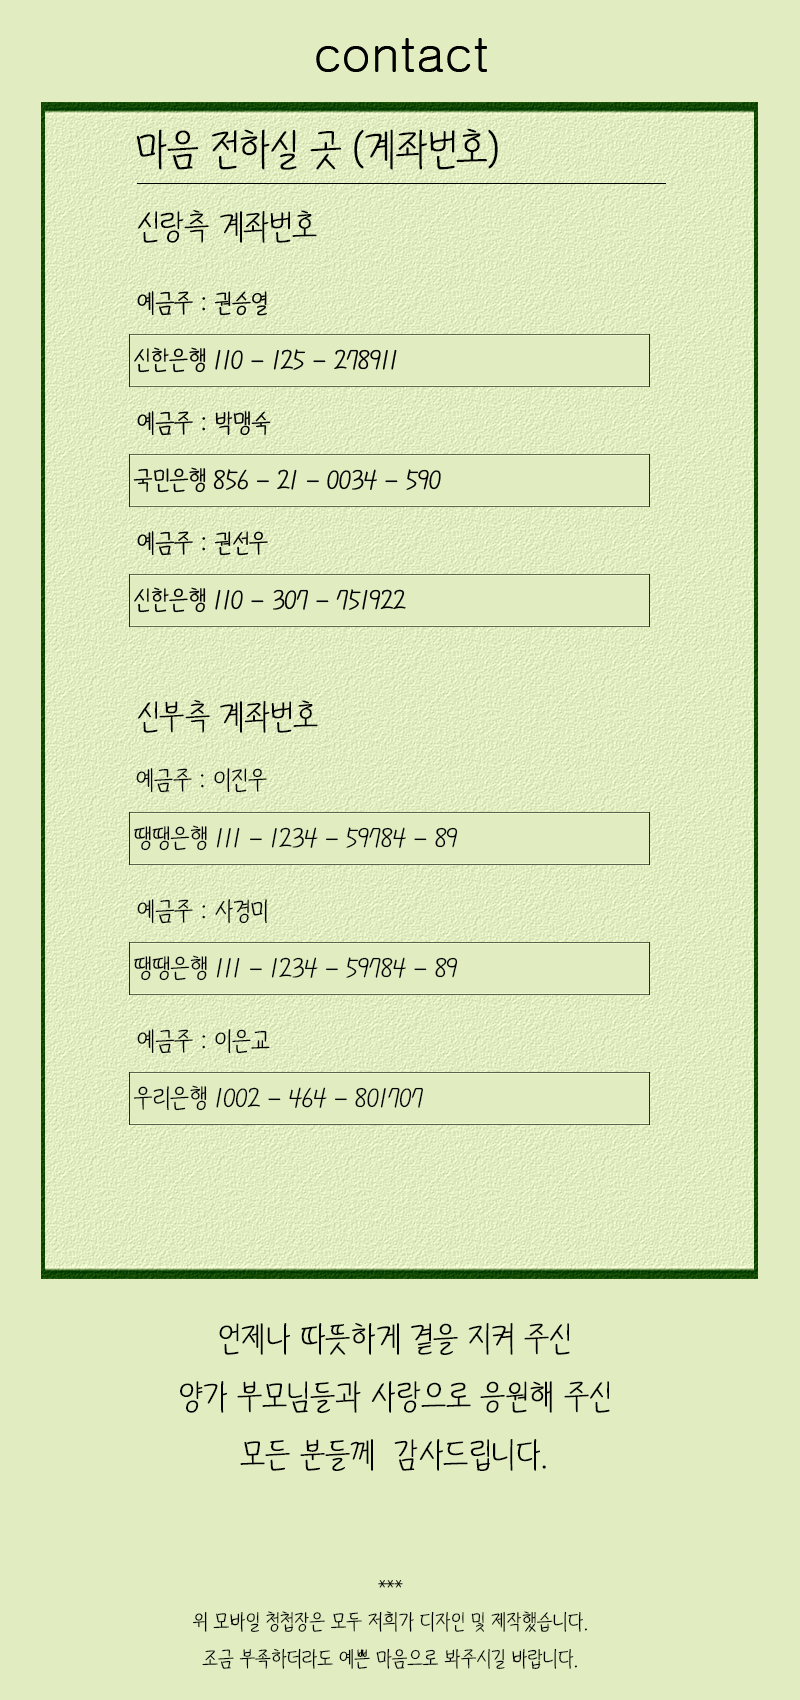 contact
마음 전하실 곳 (계좌번호)
신랑측 계좌번호
예금주 : 권승열
신한은행 110 - 125 - 278911
예금주 : 박맹숙
국민은행 856 - 21 - 0034 - 590
예금주 : 권선우
신한은행 110 - 307 - 751922
신부측 계좌번호
예금주 : 이진우
땡땡은행 111 - 1234 - 59784 - 89
예금주 : 사경미
땡땡은행 111 - 1234 - 59784 - 89
예금주 : 이은교
우리은행 1002 - 464 - 801707
언제나 따뜻하게 곁을 지켜 주신
양가 부모님들과 사랑으로 응원해 주신
모든 분들께 감사드립니다.
***
위 모바일 청첩장은 모두 저희가 디자인 및 제작했습니다.
조금 부족하더라도 예쁜 마음으로 봐주시길 바랍니다.